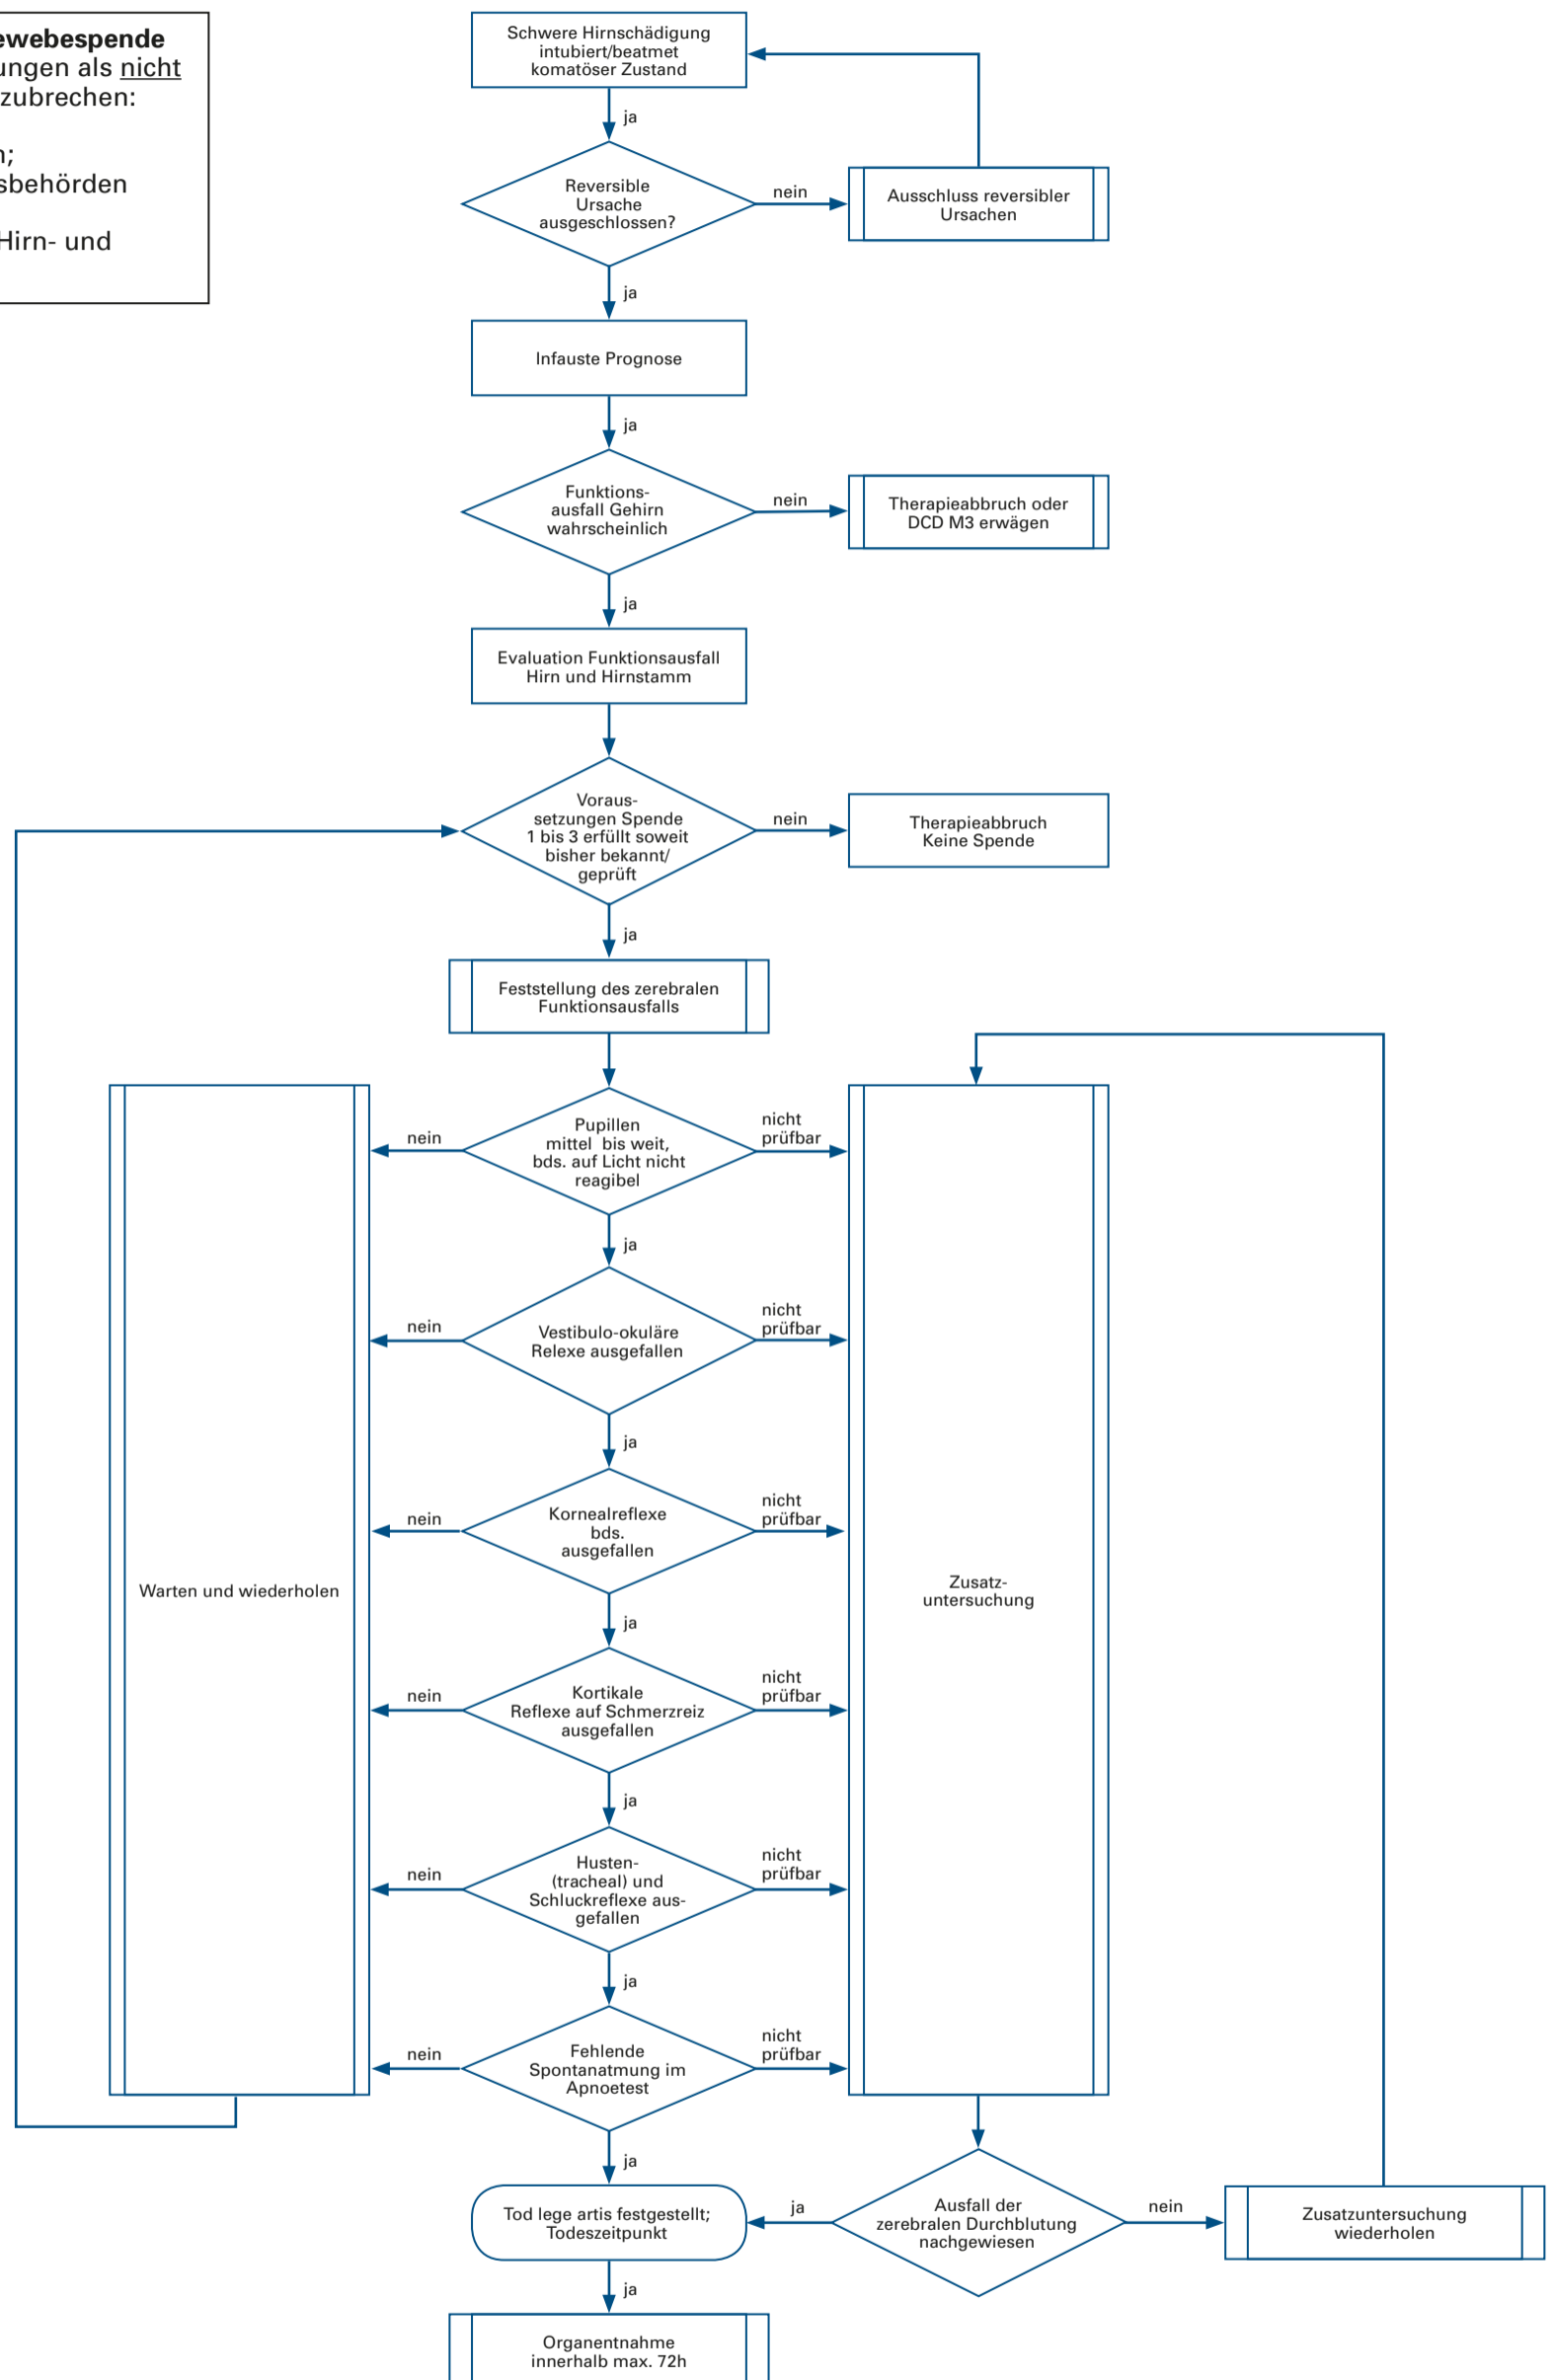 ewebespende
ungen als nicht
zubrechen:
n;
sbehörden
Hirn- und
Schwere Hirnschädigung
intubiert/beatmet
komatöser Zustand
ja
Reversible
Ursache
ausgeschlossen?
nein
Ausschluss reversibler
Ursachen
ja
Infauste Prognose
ja
Funktions-
ausfall Gehirn
wahrscheinlich
nein
Therapieabbruch oder
DCD M3 erwägen
ja
Evaluation Funktionsausfall
Hirn und Hirnstamm
Voraus-
setzungen Spende
1 bis 3 erfüllt soweit
bisher bekannt/
geprüft
nein
Therapieabbruch
Keine Spende
ja
Feststellung des zerebralen
Funktionsausfalls
nein
Pupillen
mittel bis weit,
bds. auf Licht nicht
reagibel
nicht
prüfbar
ja
nein
Vestibulo-okuläre
Relexe ausgefallen
nicht
prüfbar
ja
nein
Kornealreflexe
bds.
ausgefallen
nicht
prüfbar
Warten und wiederholen
Zusatz-
untersuchung
ja
nein
Kortikale
Reflexe auf Schmerzreiz
ausgefallen
nicht
prüfbar
ja
nein
Husten-
(tracheal) und
Schluckreflexe aus-
gefallen
nicht
prüfbar
ja
nein
Fehlende
Spontanatmung im
Apnoetest
nicht
prüfbar
ja
Tod lege artis festgestellt;
Todeszeitpunkt
ja
Ausfall der
zerebralen Durchblutung
nachgewiesen
nein
Zusatzuntersuchung
wiederholen
ja
Organentnahme
innerhalb max. 72h